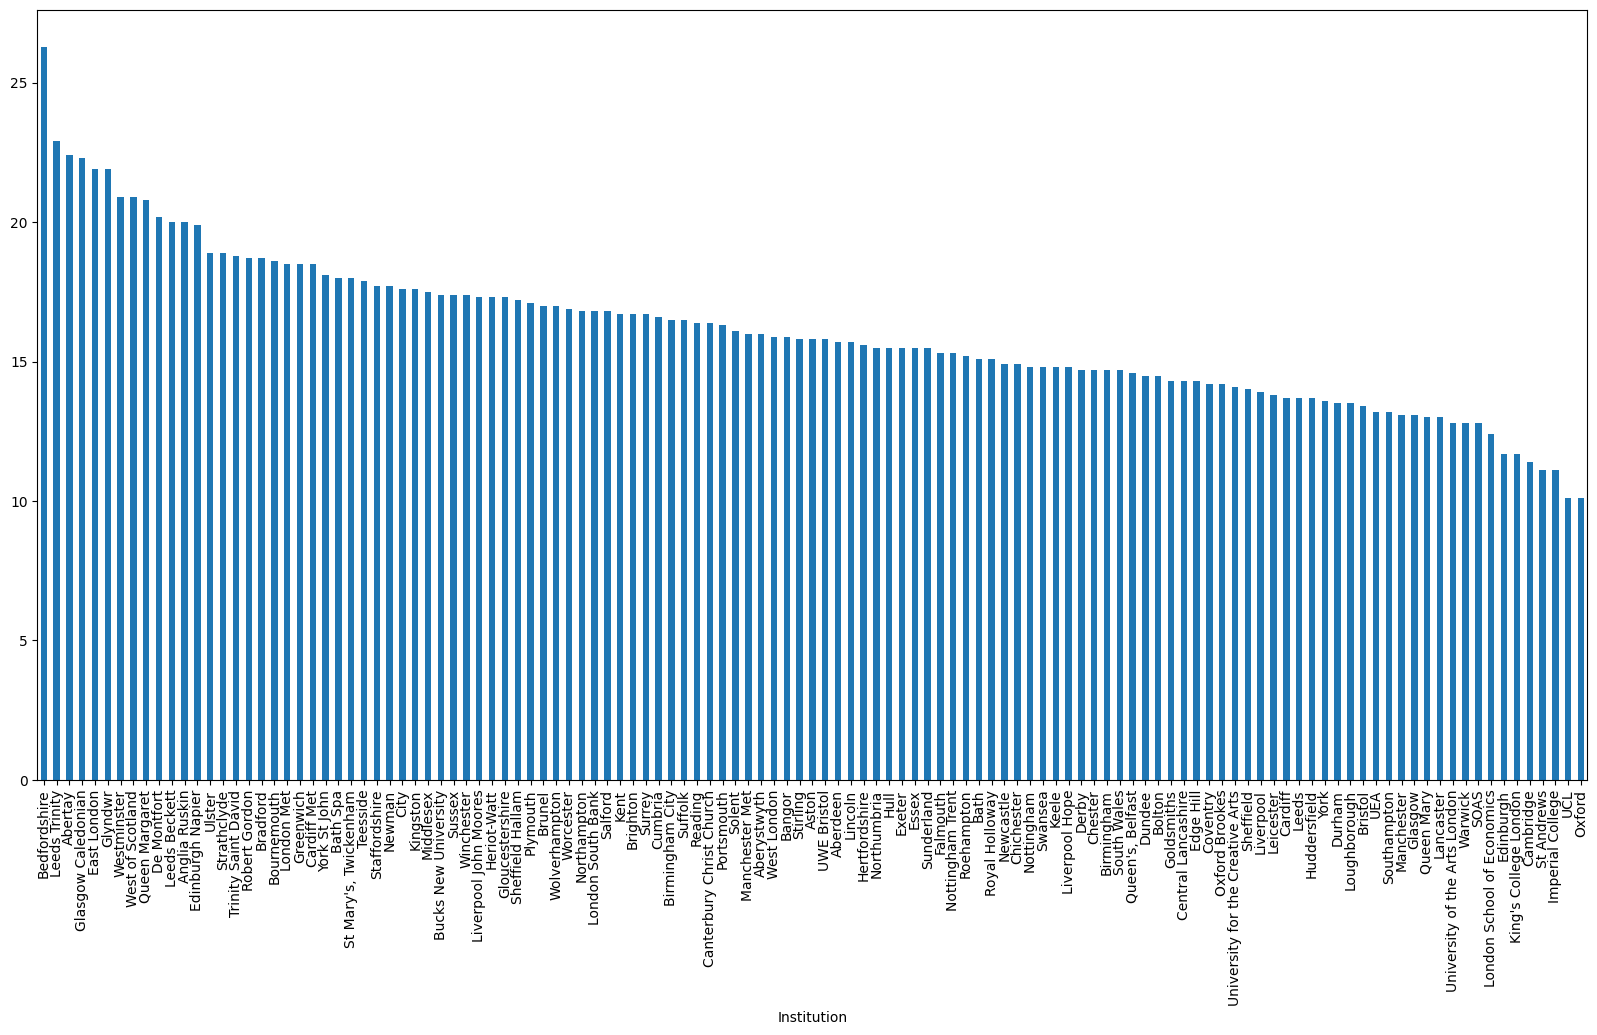 25
20
15
10
5
0
Bedfordshire
Leeds Trinity
Abertay
Glasgow Caledonian
East London
Glyndwr
Westminster
West of Scotland
Queen Margaret
De Montfort
Leeds Beckett
Anglia Ruskin
Edinburgh Napier
Ulster
Strathclyde
Trinity Saint David
Robert Gordon
Bradford
Bournemouth
London Met
Greenwich
Cardiff Met
York St John
Bath Spa
St Mary's, Twickenham
Teesside
Staffordshire
Newman
City
Kingston
Middlesex
Bucks New University
Sussex
Winchester
Liverpool John Moores
Heriot-Watt
Gloucestershire
Sheffield Hallam
Plymouth
Brunel
Wolverhampton
Worcester
Northampton
London South Bank
Salford
Kent
Brighton
Surrey
Cumbria
Birmingham City
Suffolk
Reading
Canterbury Christ Church
Portsmouth
Solent
Manchester Met
Aberystwyth
West London
Bangor
Stirling
Aston
UWE Bristol
Aberdeen
Lincoln
Hertfordshire
Northumbria
Hull
Exeter
Essex
Sunderland
Falmouth
Nottingham Trent
Roehampton
Bath
Royal Holloway
Newcastle
Chichester
Nottingham
Swansea
Keele
Liverpool Hope
Derby
Chester
Birmingham
South Wales
Queen's, Belfast
Dundee
Bolton
Goldsmiths
Central Lancashire
Edge Hill
Coventry
Oxford Brookes
University for the Creative Arts
Sheffield
Liverpool
Leicester
Cardiff
Leeds
Huddersfield
York
Durham
Loughborough
Bristol
UEA
Southampton
Manchester
Glasgow
Queen Mary
Lancaster
University of the Arts London
Warwick
SOAS
London School of Economics
Edinburgh
King's College London
Cambridge
St Andrews
Imperial College
UCL
Oxford
Institution